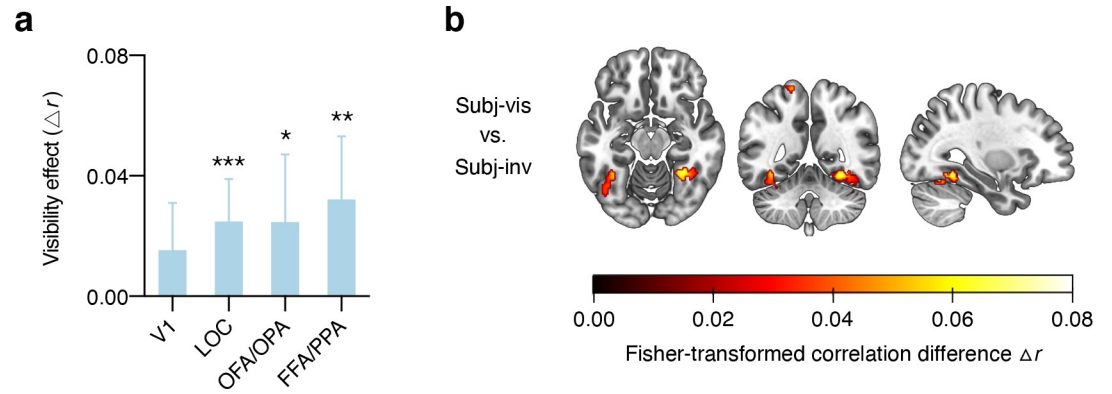 a
0.08
0.04
0.00
Visibility effect (△r)
***
*
**
V1
LOC
OFA/OPA
FFA/PPA
b
Subj-vis
vs.
Subj-inv
0.00 0.02 0.04 0.06 0.08
Fisher-transformed correlation difference △r